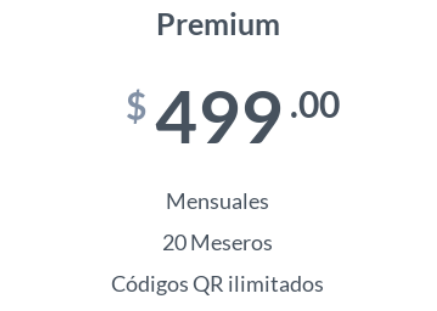 Premium
$ 499.00
Mensuales
20 Meseros
Códigos QR ilimitados